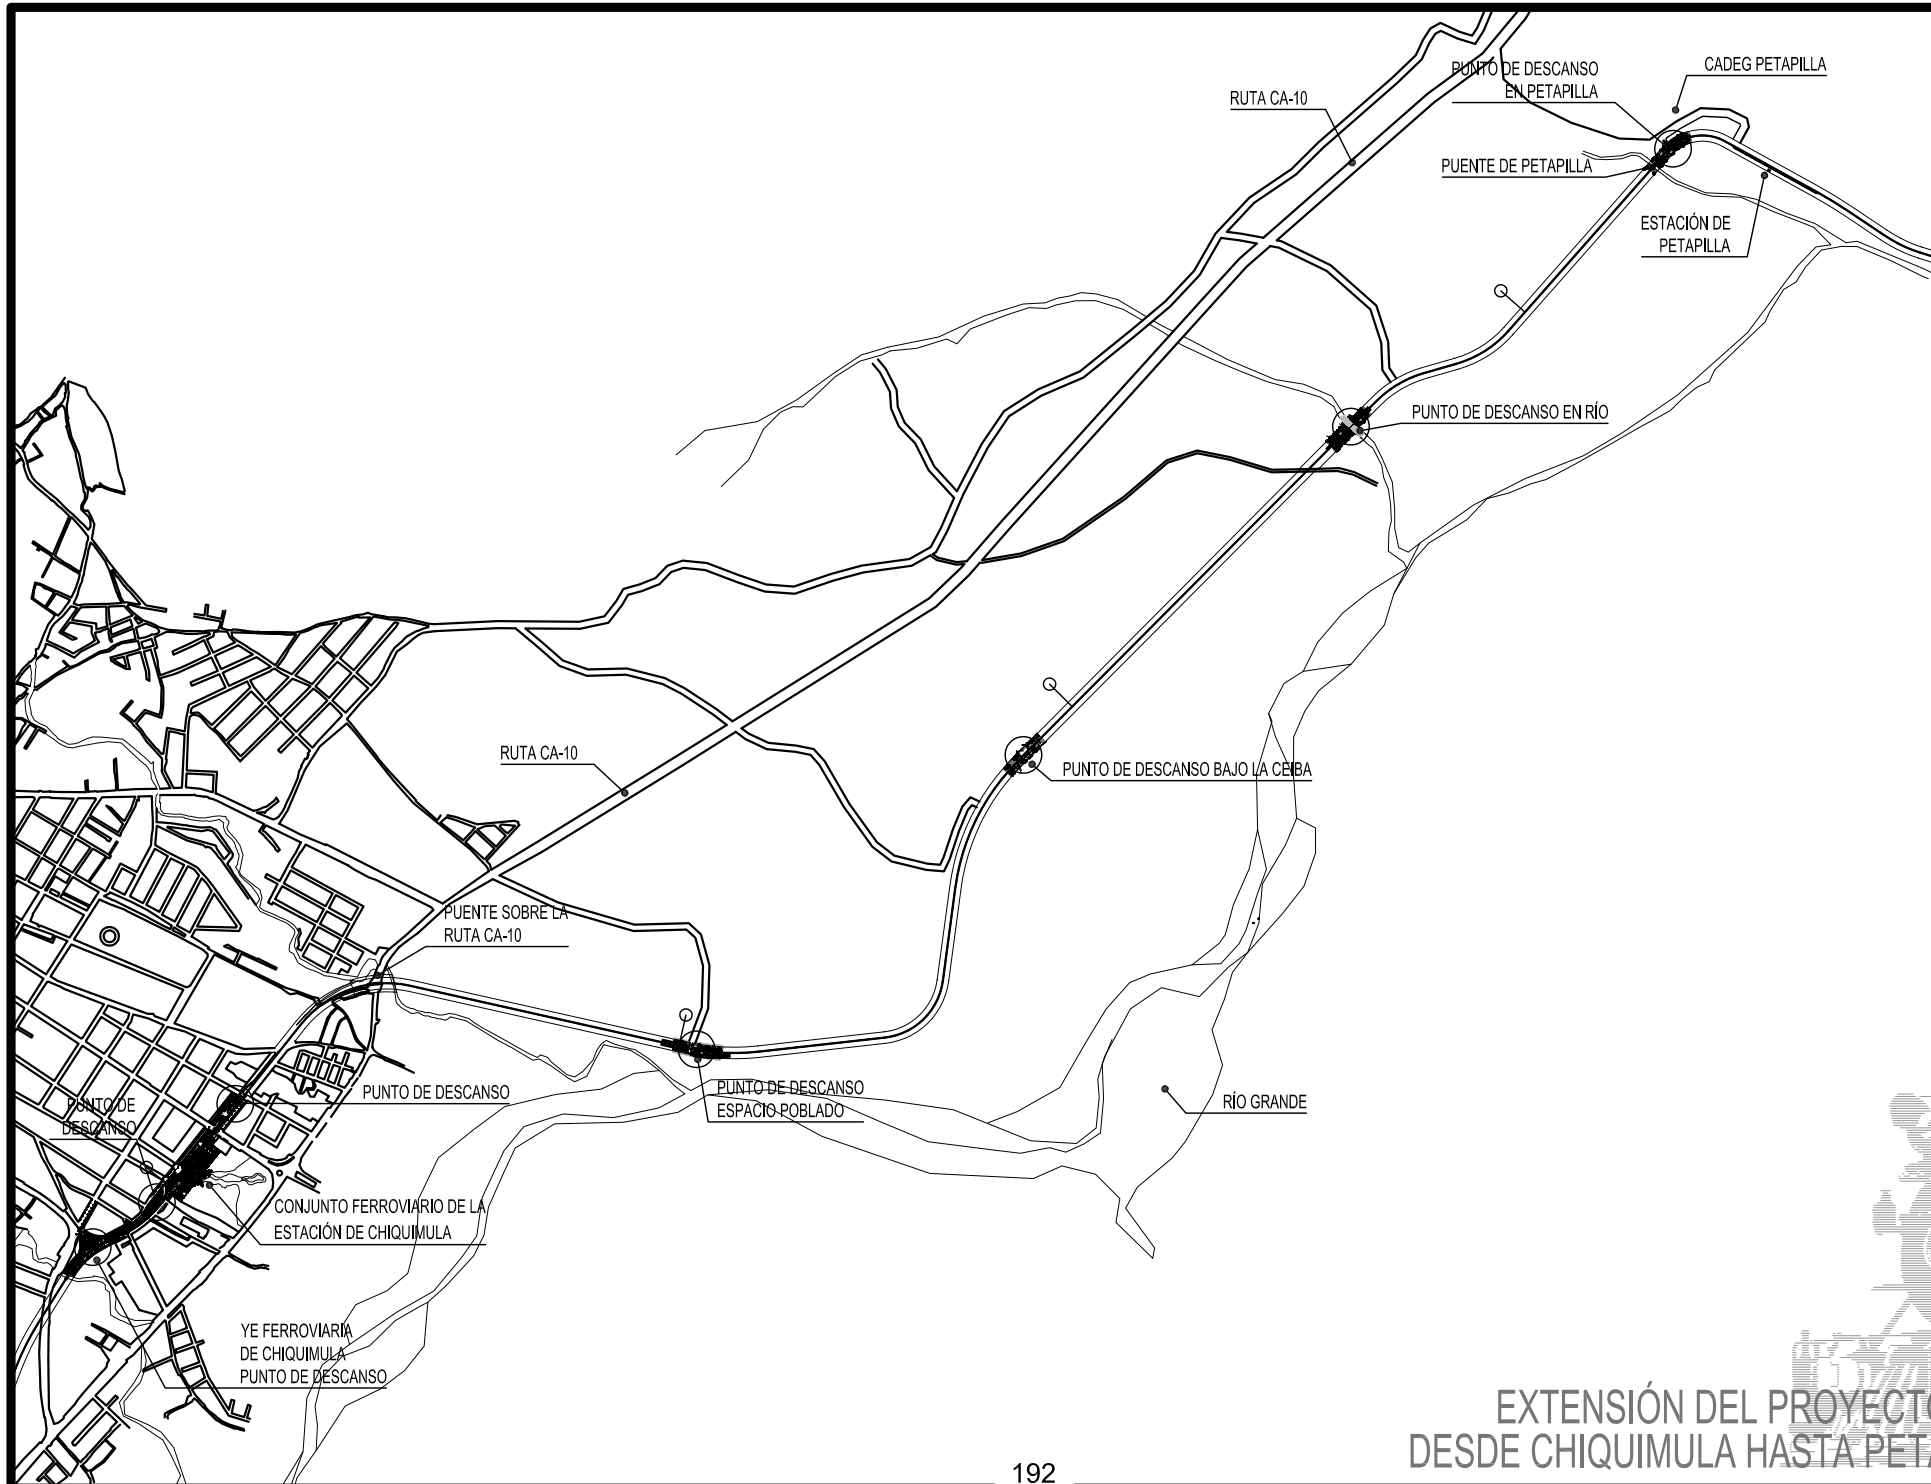 CADEG PETAPILLA
PUNTO DE DESCANSO
EN PETAPILLA
RUTA CA-10
PUENTE DE PETAPILLA
ESTACIÓN DE
PETAPILLA
PUNTO DE DESCANSO EN RÍO
RUTA CA-10
PUNTO DE DESCANSO BAJO LA CEIBA
PUENTE SOBRE LA
RUTA CA-10
PUNTO DE DESCANSO
PUNTO DE DESCANSO
ESPACIO POBLADO
RÍO GRANDE
PUNTO DE
DESCANSO
CONJUNTO FERROVIARIO DE LA
ESTACIÓN DE CHIQUIMULA
YE FERROVIARIA
DE CHIQUIMULA
PUNTO DE DESCANSO
EXTENSIÓN DEL PROYECTO
DESDE CHIQUIMULA HASTA PET
192